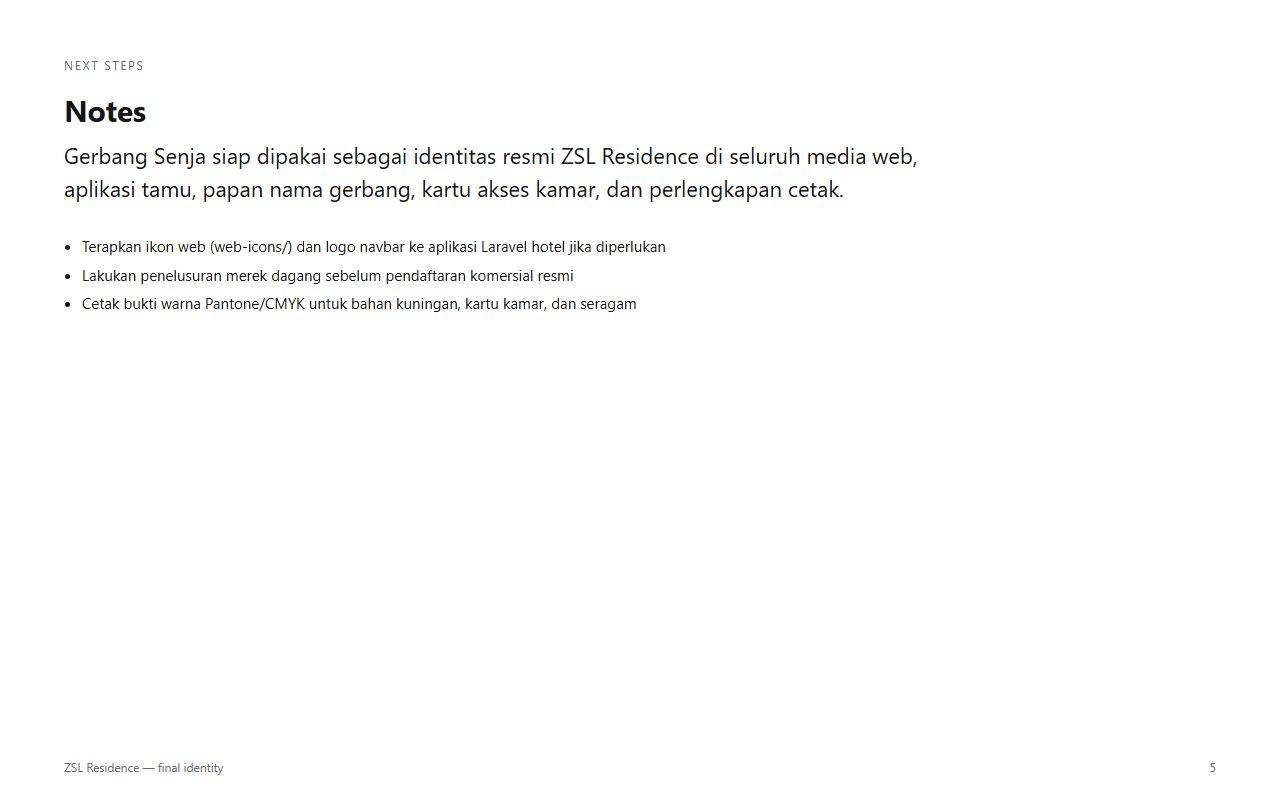 NEXT STEPS
Notes
Gerbang Senja siap dipakai sebagai identitas resmi ZSL Residence di seluruh media web,
aplikasi tamu, papan nama gerbang, kartu akses kamar, dan perlengkapan cetak.
• Terapkan ikon web (web-icons/) dan logo navbar ke aplikasi Laravel hotel jika diperlukan
• Lakukan penelusuran merek dagang sebelum pendaftaran komersial resmi
• Cetak bukti warna Pantone/CMYK untuk bahan kuningan, kartu kamar, dan seragam
ZSL Residence — final identity
5